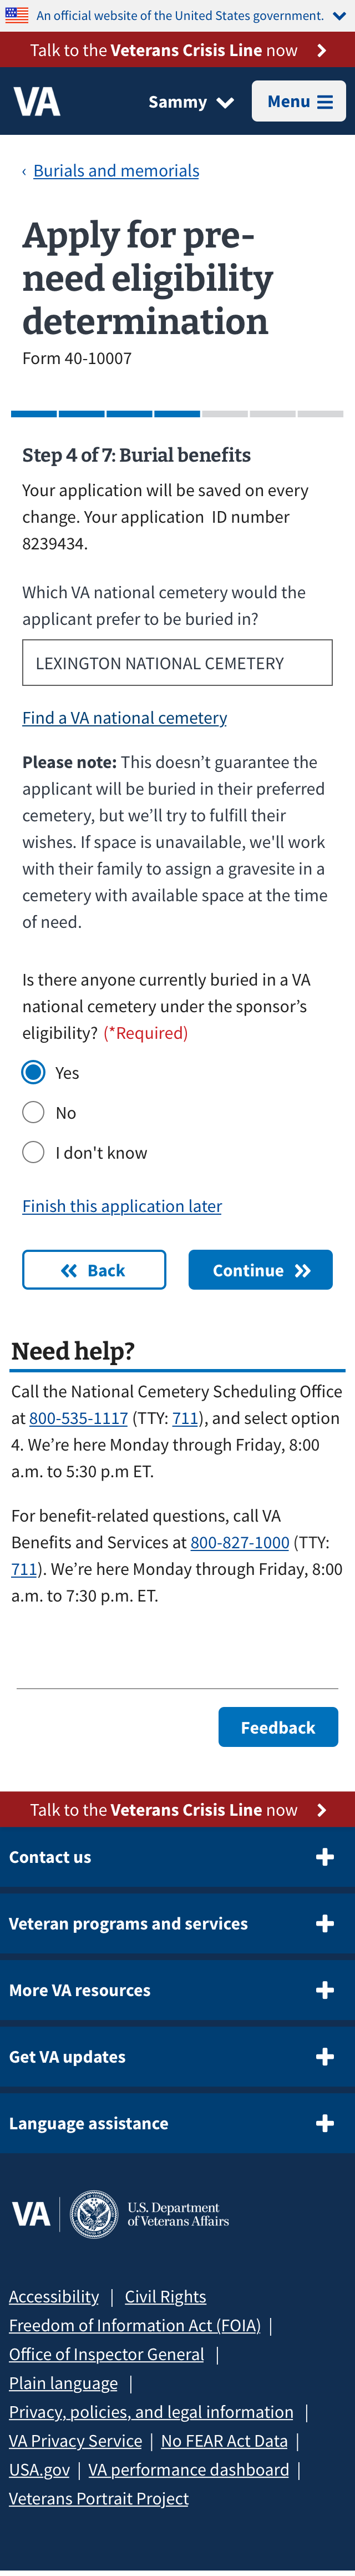 An official website of the United States government.
Talk to the Veterans Crisis Line now
VA
Sammy
Menu
‹ Burials and memorials
Apply for pre-
need eligibility
determination
Form 40-10007
Step 4 of 7: Burial benefits
Your application will be saved on every
change. Your application  ID number
8239434.
Which VA national cemetery would the
applicant prefer to be buried in?
LEXINGTON NATIONAL CEMETERY
Find a VA national cemetery
Please note: This doesn’t guarantee the
applicant will be buried in their preferred
cemetery, but we’ll try to fulfill their
wishes. If space is unavailable, we'll work
with their family to assign a gravesite in a
cemetery with available space at the time
of need.
Is there anyone currently buried in a VA
national cemetery under the sponsor’s
eligibility? (*Required)
Yes
No
I don't know
Finish this application later
Back
Continue
Need help?
Call the National Cemetery Scheduling Office
at 800-535-1117 (TTY: 711), and select option
4. We’re here Monday through Friday, 8:00
a.m. to 5:30 p.m ET.
For benefit-related questions, call VA
Benefits and Services at 800-827-1000 (TTY:
711). We’re here Monday through Friday, 8:00
a.m. to 7:30 p.m. ET.
Feedback
Talk to the Veterans Crisis Line now
Contact us
Veteran programs and services
More VA resources
Get VA updates
Language assistance
VA
U.S. Department
of Veterans Affairs
Accessibility | Civil Rights
Freedom of Information Act (FOIA) |
Office of Inspector General |
Plain language |
Privacy, policies, and legal information |
VA Privacy Service | No FEAR Act Data |
USA.gov | VA performance dashboard |
Veterans Portrait Project